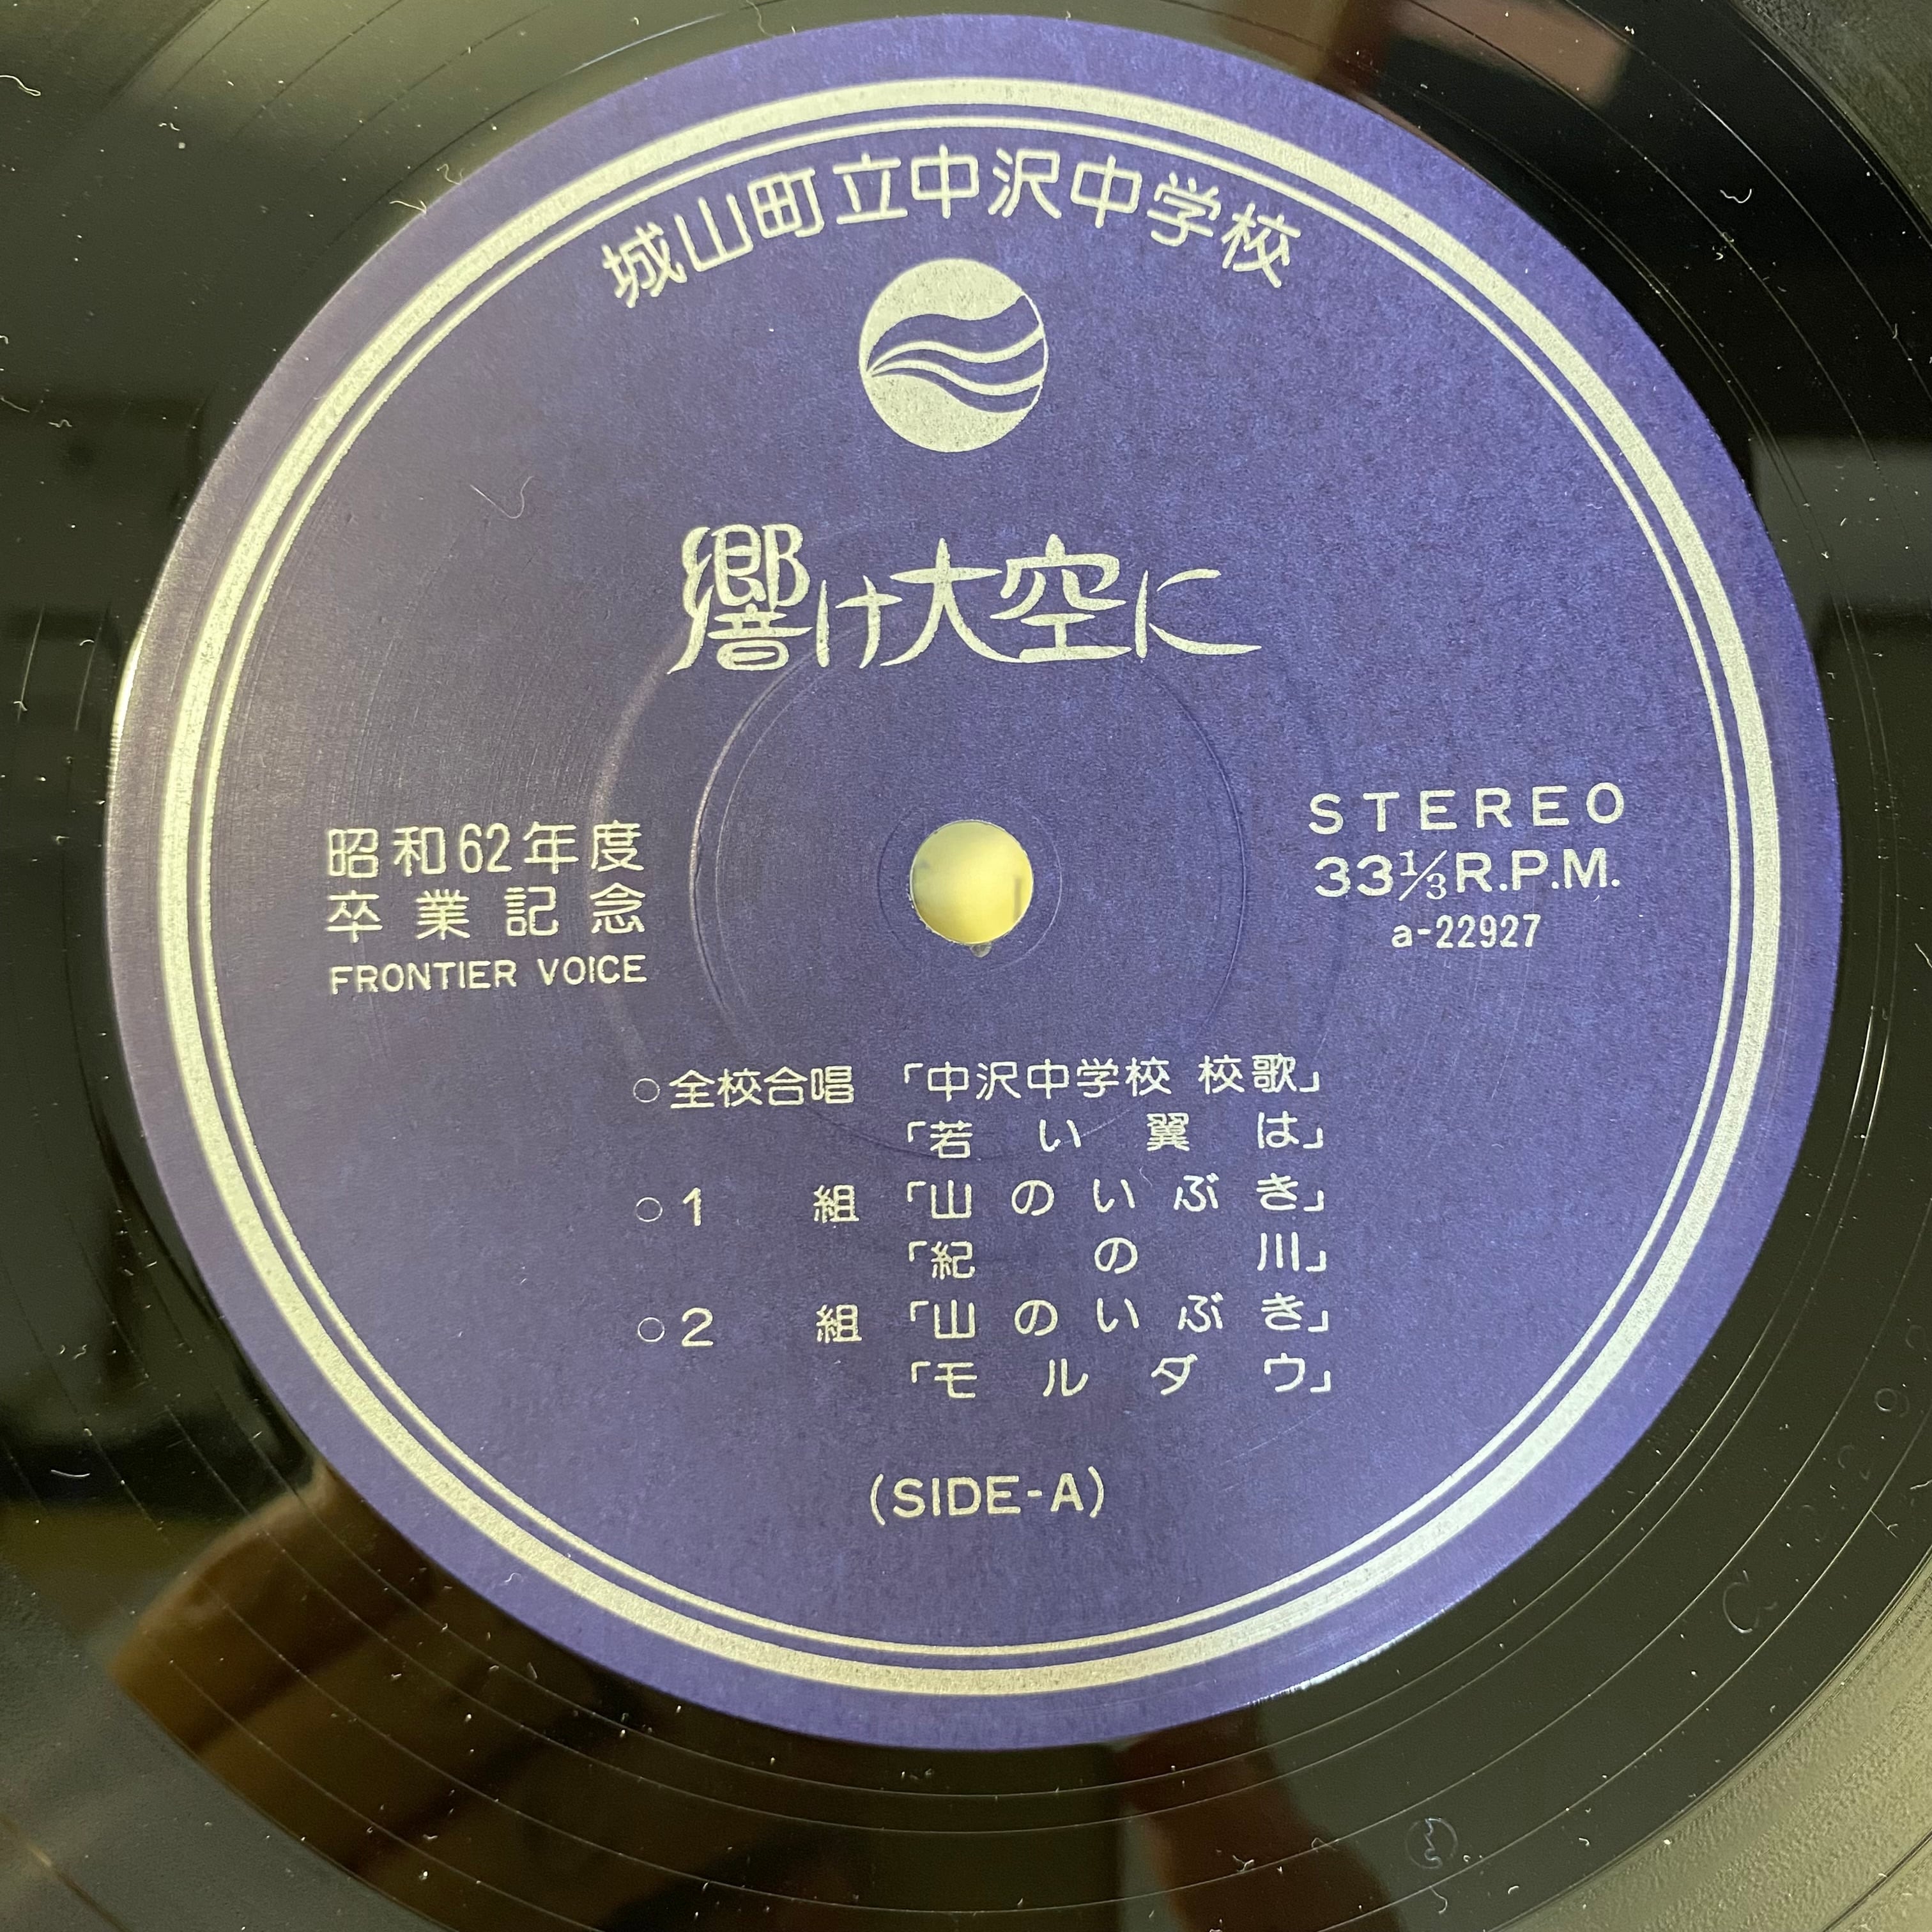 城山町立中沢中学校
響け大空に
昭和62年度
卒業記念
FRONTIER VOICE
STEREO
33⅓R.P.M.
a-22927
○全校合唱 「中沢中学校 校歌」
「若い翼は」
○1組 「山のいぶき」
「紀の川」
○2組 「山のいぶき」
「モルダウ」
(SIDE-A)